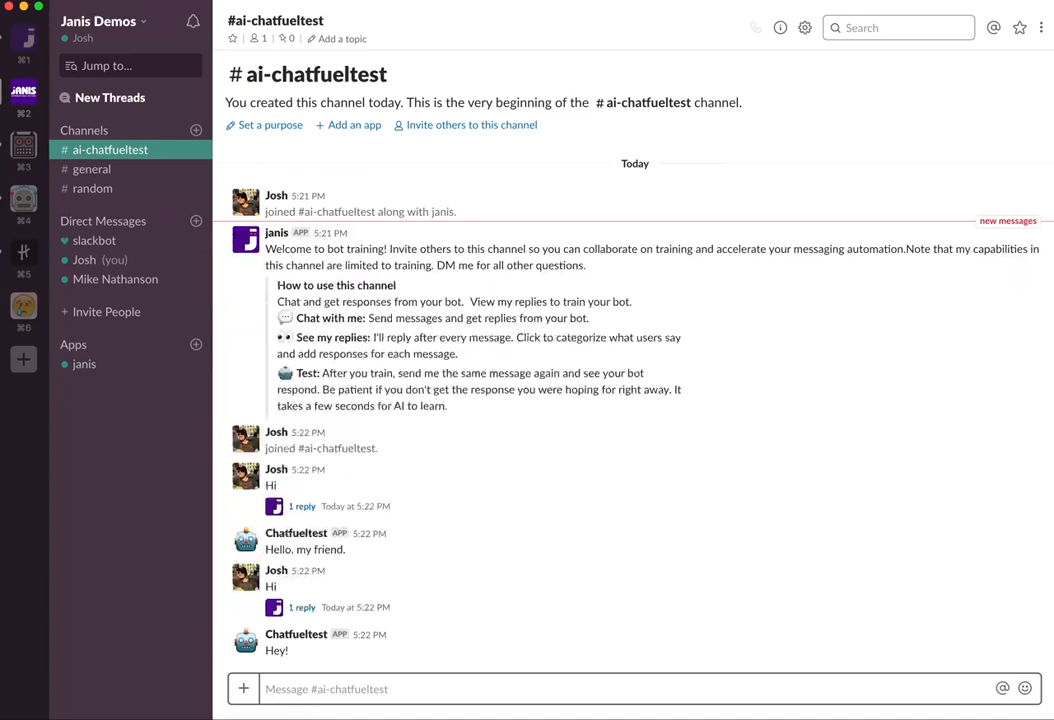 ⌘1
JANIS
⌘2
⌘3
⌘4
⌘5
⌘6
Janis Demos
Josh
Jump to...
New Threads
Channels
# ai-chatfueltest
# general
# random
Direct Messages
slackbot
Josh (you)
Mike Nathanson
+ Invite People
Apps
janis
#ai-chatfueltest
1 | 0 | Add a topic
Search
# ai-chatfueltest
You created this channel today. This is the very beginning of the # ai-chatfueltest channel.
Set a purpose + Add an app Invite others to this channel
Today
Josh 5:21 PM
joined #ai-chatfueltest along with janis.
new messages
janis APP 5:21 PM
Welcome to bot training! Invite others to this channel so you can collaborate on training and accelerate your messaging automation.Note that my capabilities in
this channel are limited to training. DM me for all other questions.
How to use this channel
Chat and get responses from your bot. View my replies to train your bot.
Chat with me: Send messages and get replies from your bot.
See my replies: I'll reply after every message. Click to categorize what users say
and add responses for each message.
Test: After you train, send me the same message again and see your bot
respond. Be patient if you don't get the response you were hoping for right away. It
takes a few seconds for AI to learn.
Josh 5:22 PM
joined #ai-chatfueltest.
Josh 5:22 PM
Hi
1 reply Today at 5:22 PM
Chatfueltest APP 5:22 PM
Hello, my friend.
Josh 5:22 PM
Hi
1 reply Today at 5:22 PM
Chatfueltest APP 5:22 PM
Hey!
Message #ai-chatfueltest